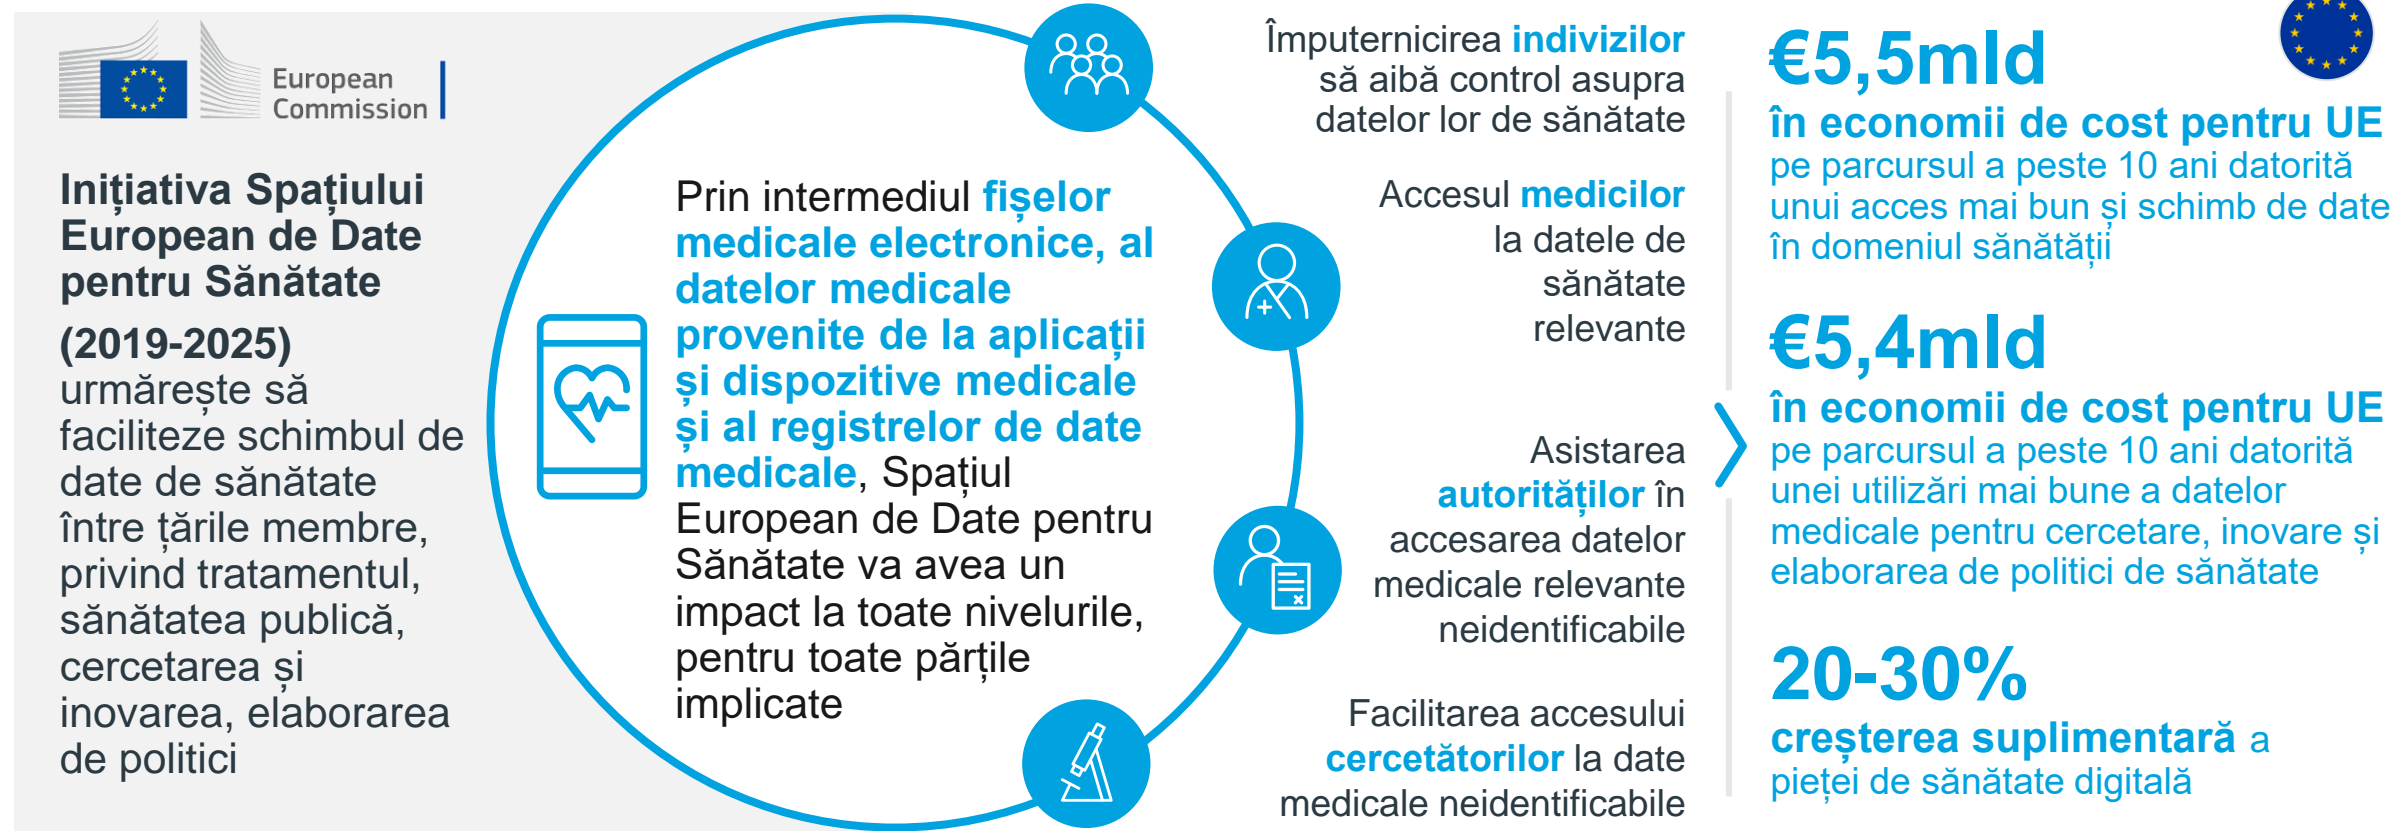 European
Commission
Inițiativa Spațiului
European de Date
pentru Sănătate
(2019-2025)
urmărește să
faciliteze schimbul de
date de sănătate
între țările membre,
privind tratamentul,
sănătatea publică,
cercetarea și
inovarea, elaborarea
de politici
Prin intermediul fișelor
medicale electronice, al
datelor medicale
provenite de la aplicații
și dispozitive medicale
și al registrelor de date
medicale, Spațiul
European de Date pentru
Sănătate va avea un
impact la toate nivelurile,
pentru toate părțile
implicate
Împuternicirea indivizilor
să aibă control asupra
datelor lor de sănătate
Accesul medicilor
la datele de
sănătate
relevante
Asistarea
autorităților în
accesarea datelor
medicale relevante
neidentificabile
Facilitarea accesului
cercetătorilor la date
medicale neidentificabile
€5,5mld
în economii de cost pentru UE
pe parcursul a peste 10 ani datorită
unui acces mai bun și schimb de date
în domeniul sănătății
€5,4mld
în economii de cost pentru UE
pe parcursul a peste 10 ani datorită
unei utilizări mai bune a datelor
medicale pentru cercetare, inovare și
elaborarea de politici de sănătate
20-30%
creșterea suplimentară a
pieței de sănătate digitală